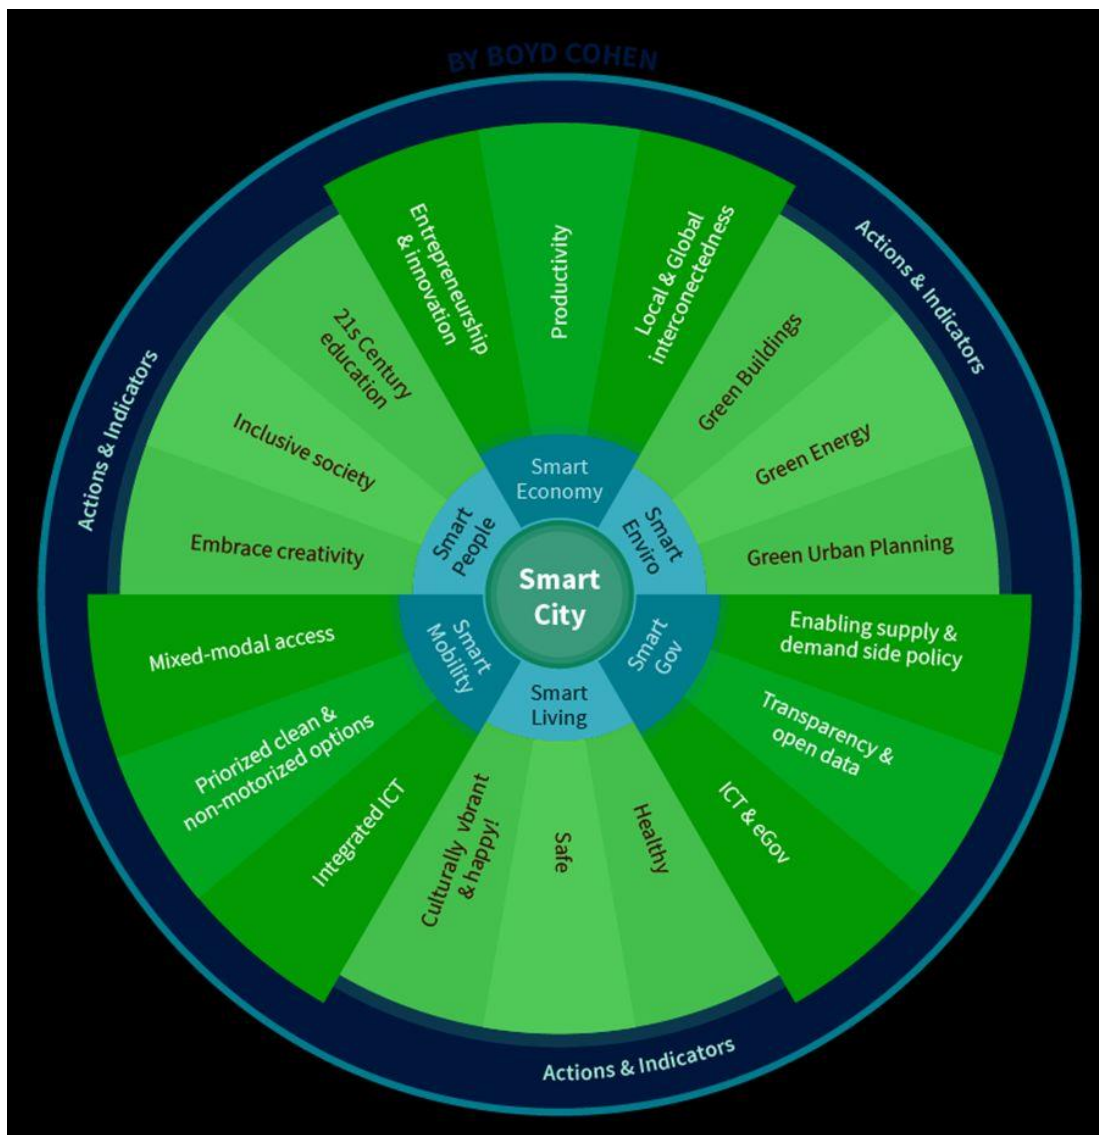 BY BOYD COHEN
Actions & Indicators
Actions & Indicators
Actions & Indicators
Smart
City
Smart
Economy
Entrepreneurship
& innovation
Productivity
Local & Global
interconectedness
Smart
Enviro
Green Buildings
Green Energy
Green Urban Planning
Smart
Gov
Enabling supply &
demand side policy
Transparency &
open data
ICT & eGov
Smart
Living
Healthy
Safe
Culturally vbrant
& happy!
Smart
Mobility
Integrated ICT
Priorized clean &
non-motorized options
Mixed-modal access
Smart
People
Embrace creativity
Inclusive society
21s Century
education